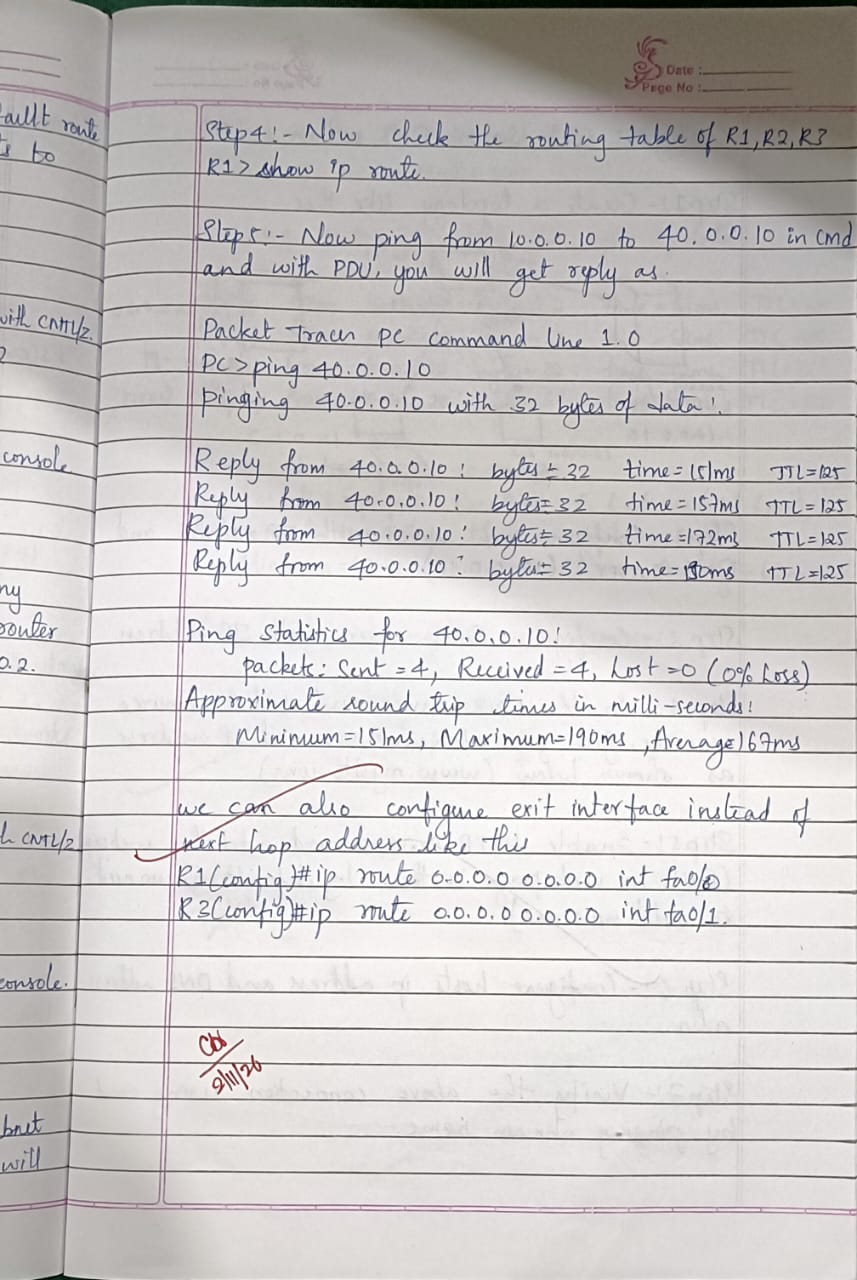 Date :
Page No :
ault route
s to
with CNTL/z.
?
console
ny
router
0.2.
h CNTL/z
console.
bnet
will
Step4:- Now check the routing table of R1, R2, R3
R1> show ip route.
Step5:- Now ping from 10.0.0.10 to 40.0.0.10 in cmd
and with PDU, you will get reply as.
Packet Tracer PC command line 1.0
PC>ping 40.0.0.10
pinging 40.0.0.10 with 32 bytes of data:
Reply from 40.0.0.10: bytes=32 time=151ms TTL=125
Reply from 40.0.0.10: bytes=32 time=157ms TTL=125
Reply from 40.0.0.10: bytes=32 time=172ms TTL=125
Reply from 40.0.0.10: bytes=32 time=190ms TTL=125
Ping statistics for 40.0.0.10:
packets: Sent=4, Received=4, Lost=0 (0% Loss)
Approximate round trip times in milli-seconds:
Minimum=151ms, Maximum=190ms, Average167ms
we can also configure exit interface instead of
next hop address like this
R1(config)#ip route 0.0.0.0 0.0.0.0 int fa0/0
R3(config)#ip route 0.0.0.0 0.0.0.0 int fa0/1.